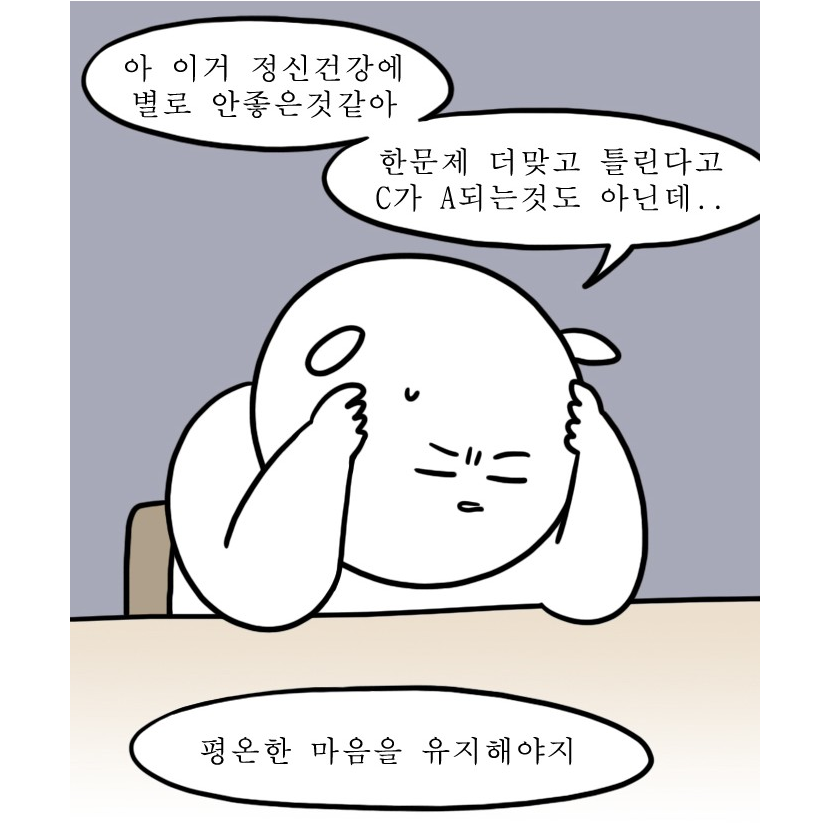 아 이거 정신건강에
별로 안좋은것같아
한문제 더맞고 틀린다고
C가 A되는것도 아닌데..
평온한 마음을 유지해야지